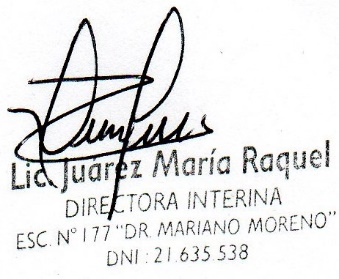 Lic. Juárez María Raquel
DIRECTORA INTERINA
ESC. N° 177 "DR. MARIANO MORENO"
DNI: 21.635.538